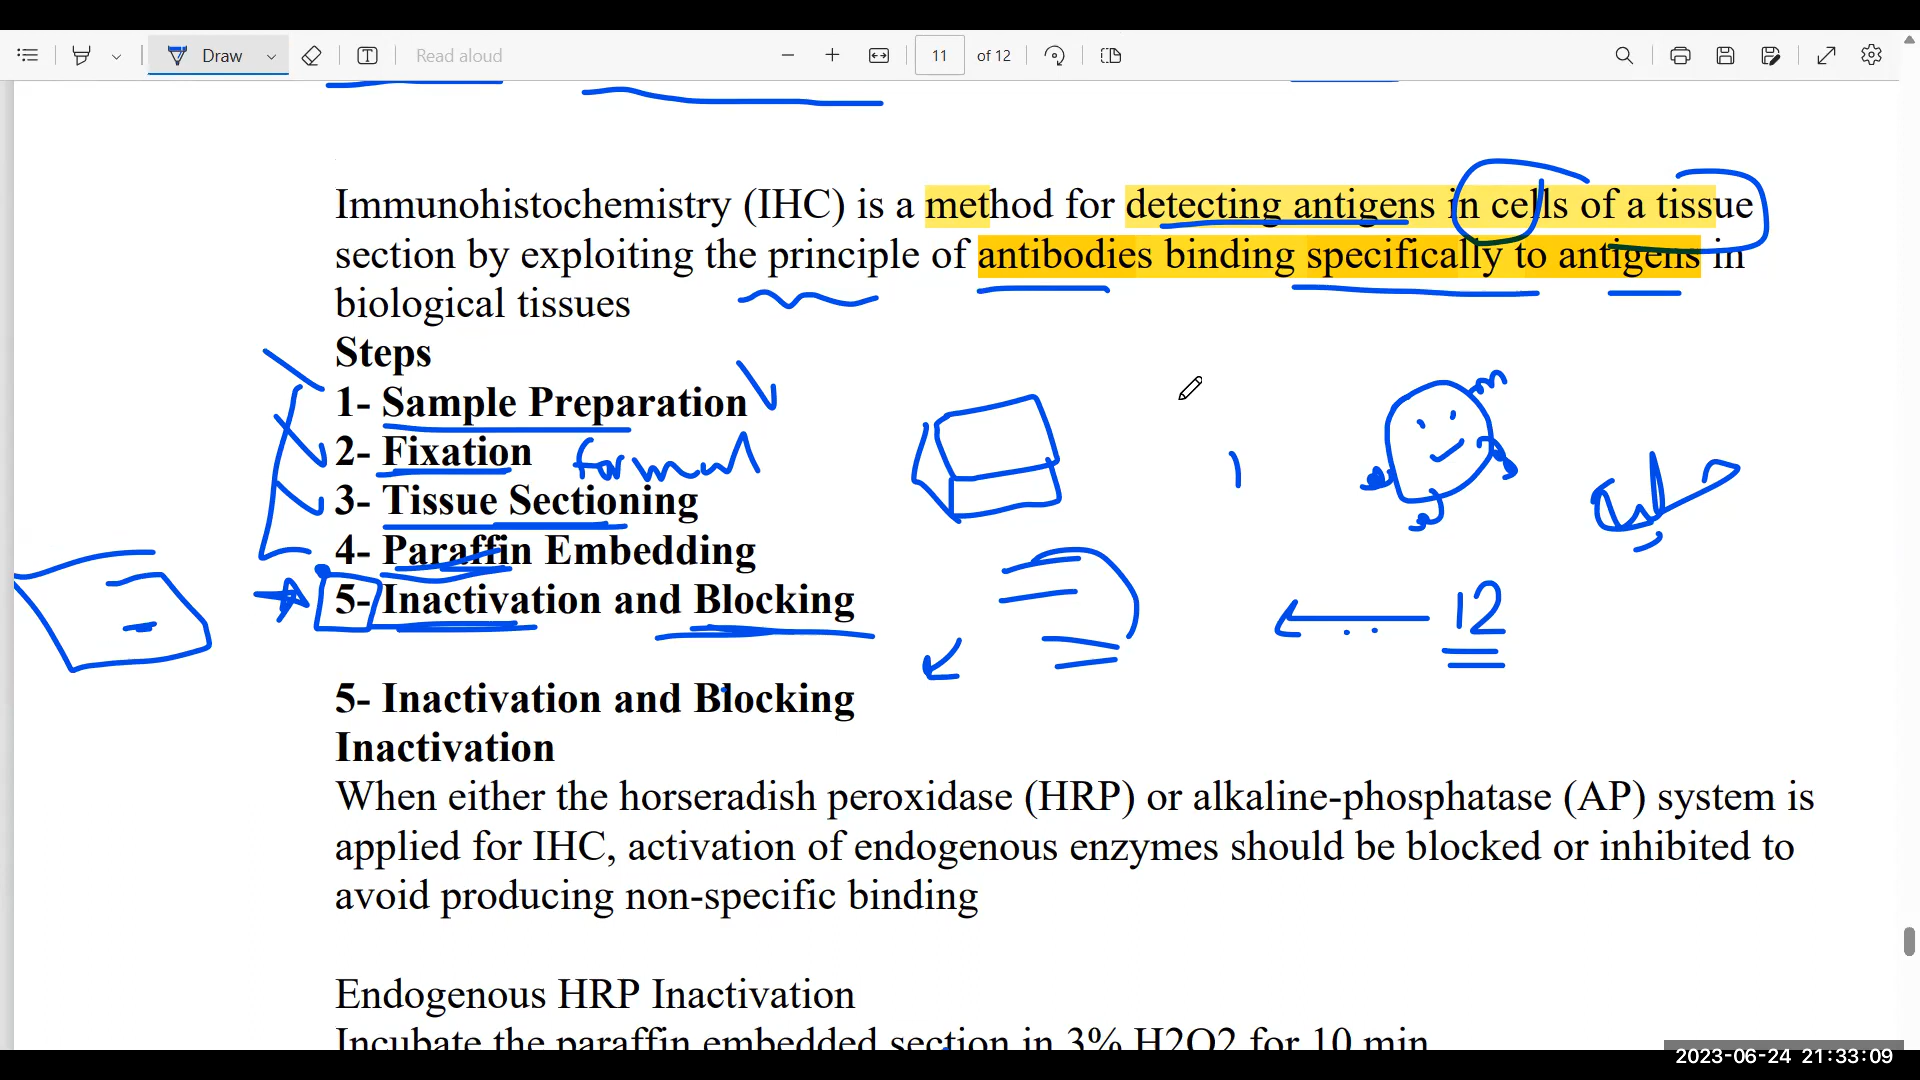 Draw
Read aloud
11 of 12
Immunohistochemistry (IHC) is a method for detecting antigens in cells of a tissue
section by exploiting the principle of antibodies binding specifically to antigens in
biological tissues
Steps
1- Sample Preparation
2- Fixation
3- Tissue Sectioning
4- Paraffin Embedding
5- Inactivation and Blocking
12
5- Inactivation and Blocking
Inactivation
When either the horseradish peroxidase (HRP) or alkaline-phosphatase (AP) system is
applied for IHC, activation of endogenous enzymes should be blocked or inhibited to
avoid producing non-specific binding
Endogenous HRP Inactivation
Incubate the paraffin embedded section in 3% H2O2 for 10 min
2023-06-24 21:33:09